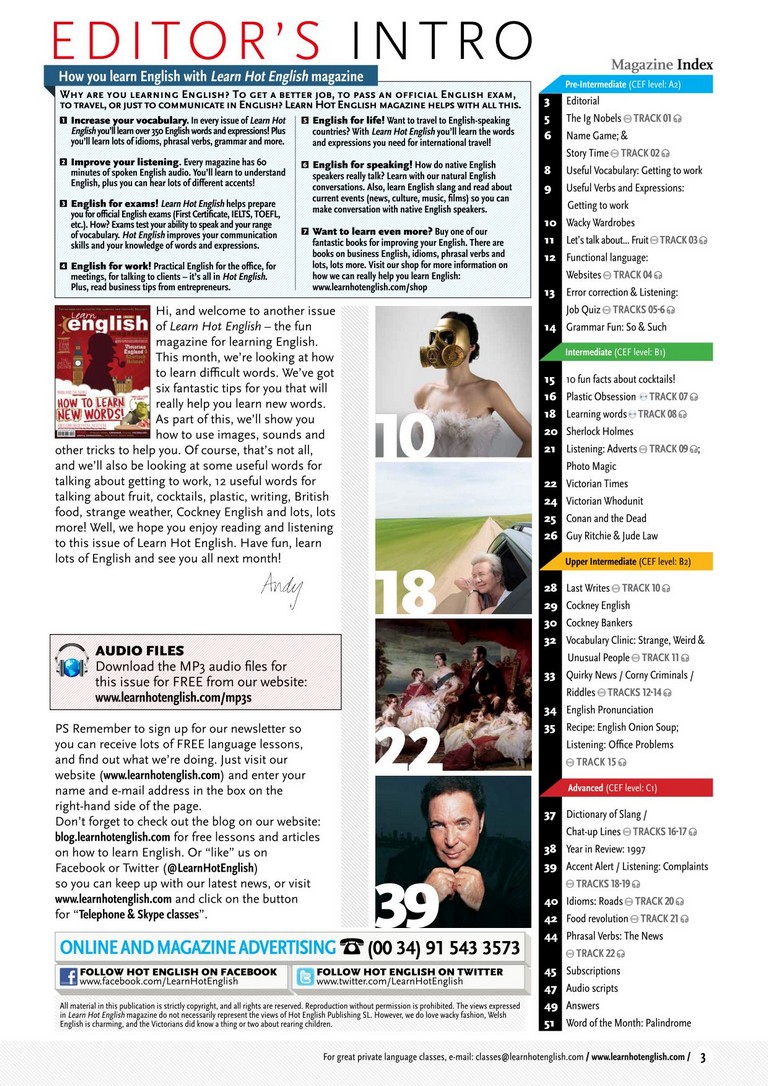 EDITOR'S INTRO
How you learn English with Learn Hot English magazine
WHY ARE YOU LEARNING ENGLISH? TO GET A BETTER JOB, TO PASS AN OFFICIAL ENGLISH EXAM,
TO TRAVEL, OR JUST TO COMMUNICATE IN ENGLISH? LEARN HOT ENGLISH MAGAZINE HELPS WITH ALL THIS.
1 Increase your vocabulary. In every issue of Learn Hot
English you'll learn over 350 English words and expressions! Plus
you'll learn lots of idioms, phrasal verbs, grammar and more.
2 Improve your listening. Every magazine has 60
minutes of spoken English audio. You'll learn to understand
English, plus you can hear lots of different accents!
3 English for exams! Learn Hot English helps prepare
you for official English exams (First Certificate, IELTS, TOEFL,
etc.). How? Exams test your ability to speak and your range
of vocabulary. Hot English improves your communication
skills and your knowledge of words and expressions.
4 English for work! Practical English for the office, for
meetings, for talking to clients – it's all in Hot English.
Plus, read business tips from entrepreneurs.
5 English for life! Want to travel to English-speaking
countries? With Learn Hot English you'll learn the words
and expressions you need for international travel!
6 English for speaking! How do native English
speakers really talk? Learn with our natural English
conversations. Also, learn English slang and read about
current events (news, culture, music, films) so you can
make conversation with native English speakers.
7 Want to learn even more? Buy one of our
fantastic books for improving your English. There are
books on business English, idioms, phrasal verbs and
lots, lots more. Visit our shop for more information on
how we can really help you learn English:
www.learnhotenglish.com/shop
Learn
english
magazine
Victorian
England
HOW TO LEARN
NEW WORDS!
Hi, and welcome to another issue
of Learn Hot English – the fun
magazine for learning English.
This month, we're looking at how
to learn difficult words. We've got
six fantastic tips for you that will
really help you learn new words.
As part of this, we'll show you
how to use images, sounds and
other tricks to help you. Of course, that's not all,
and we'll also be looking at some useful words for
talking about getting to work, 12 useful words for
talking about fruit, cocktails, plastic, writing, British
food, strange weather, Cockney English and lots, lots
more! Well, we hope you enjoy reading and listening
to this issue of Learn Hot English. Have fun, learn
lots of English and see you all next month!
Andy
AUDIO FILES
Download the MP3 audio files for
this issue for FREE from our website:
www.learnhotenglish.com/mp3s
PS Remember to sign up for our newsletter so
you can receive lots of FREE language lessons,
and find out what we're doing. Just visit our
website (www.learnhotenglish.com) and enter your
name and e-mail address in the box on the
right-hand side of the page.
Don't forget to check out the blog on our website:
blog.learnhotenglish.com for free lessons and articles
on how to learn English. Or "like" us on
Facebook or Twitter (@LearnHotEnglish)
so you can keep up with our latest news, or visit
www.learnhotenglish.com and click on the button
for "Telephone & Skype classes".
10
18
22
39
Magazine Index
Pre-Intermediate (CEF level: A2)
3 Editorial
5 The Ig Nobels TRACK 01
6 Name Game; &
Story Time TRACK 02
8 Useful Vocabulary: Getting to work
9 Useful Verbs and Expressions:
Getting to work
10 Wacky Wardrobes
11 Let's talk about... Fruit TRACK 03
12 Functional language:
Websites TRACK 04
13 Error correction & Listening:
Job Quiz TRACKS 05-6
14 Grammar Fun: So & Such
Intermediate (CEF level: B1)
15 10 fun facts about cocktails!
16 Plastic Obsession TRACK 07
18 Learning words TRACK 08
20 Sherlock Holmes
21 Listening: Adverts TRACK 09;
Photo Magic
22 Victorian Times
24 Victorian Whodunit
25 Conan and the Dead
26 Guy Ritchie & Jude Law
Upper Intermediate (CEF level: B2)
28 Last Writes TRACK 10
29 Cockney English
30 Cockney Bankers
32 Vocabulary Clinic: Strange, Weird &
Unusual People TRACK 11
33 Quirky News / Corny Criminals /
Riddles TRACKS 12-14
34 English Pronunciation
35 Recipe: English Onion Soup;
Listening: Office Problems
TRACK 15
Advanced (CEF level: C1)
37 Dictionary of Slang /
Chat-up Lines TRACKS 16-17
38 Year in Review: 1997
39 Accent Alert / Listening: Complaints
TRACKS 18-19
40 Idioms: Roads TRACK 20
42 Food revolution TRACK 21
44 Phrasal Verbs: The News
TRACK 22
45 Subscriptions
47 Audio scripts
49 Answers
51 Word of the Month: Palindrome
ONLINE AND MAGAZINE ADVERTISING (00 34) 91 543 3573
FOLLOW HOT ENGLISH ON FACEBOOK
www.facebook.com/LearnHotEnglish
FOLLOW HOT ENGLISH ON TWITTER
www.twitter.com/LearnHotEnglish
All material in this publication is strictly copyright, and all rights are reserved. Reproduction without permission is prohibited. The views expressed
in Learn Hot English magazine do not necessarily represent the views of Hot English Publishing SL. However, we do love wacky fashion, Welsh
English is charming, and the Victorians did know a thing or two about rearing children.
For great private language classes, e-mail: classes@learnhotenglish.com / www.learnhotenglish.com / 3